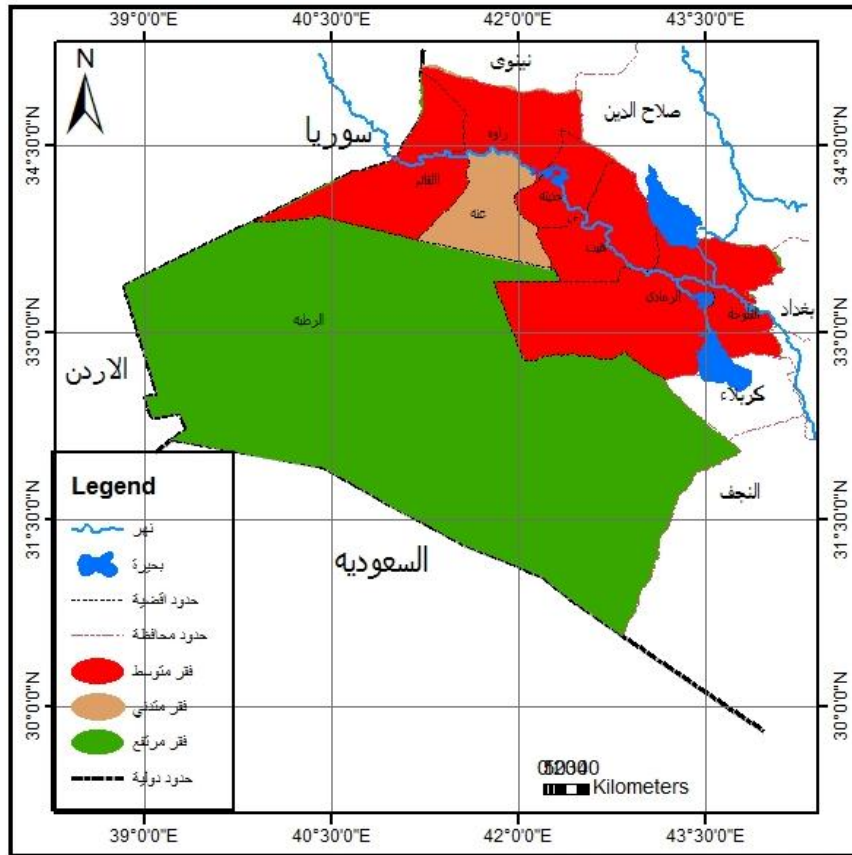 39°0'0"E 40°30'0"E 42°0'0"E 43°30'0"E
N
نينوى
صلاح الدين
سوريا
34°30'0"N 34°30'0"N
راوه
القائم
حديثه
عنه
هيت
الرمادي
الفلوجه
بغداد
الرطبه
33°0'0"N 33°0'0"N
الاردن
كربلاء
النجف
31°30'0"N 31°30'0"N
السعوديه
30°0'0"N 30°0'0"N
Legend
نهر
بحيرة
حدود اقضية
حدود محافظة
فقر متوسط
فقر متدني
فقر مرتفع
حدود دولية
Kilometers
39°0'0"E 40°30'0"E 42°0'0"E 43°30'0"E